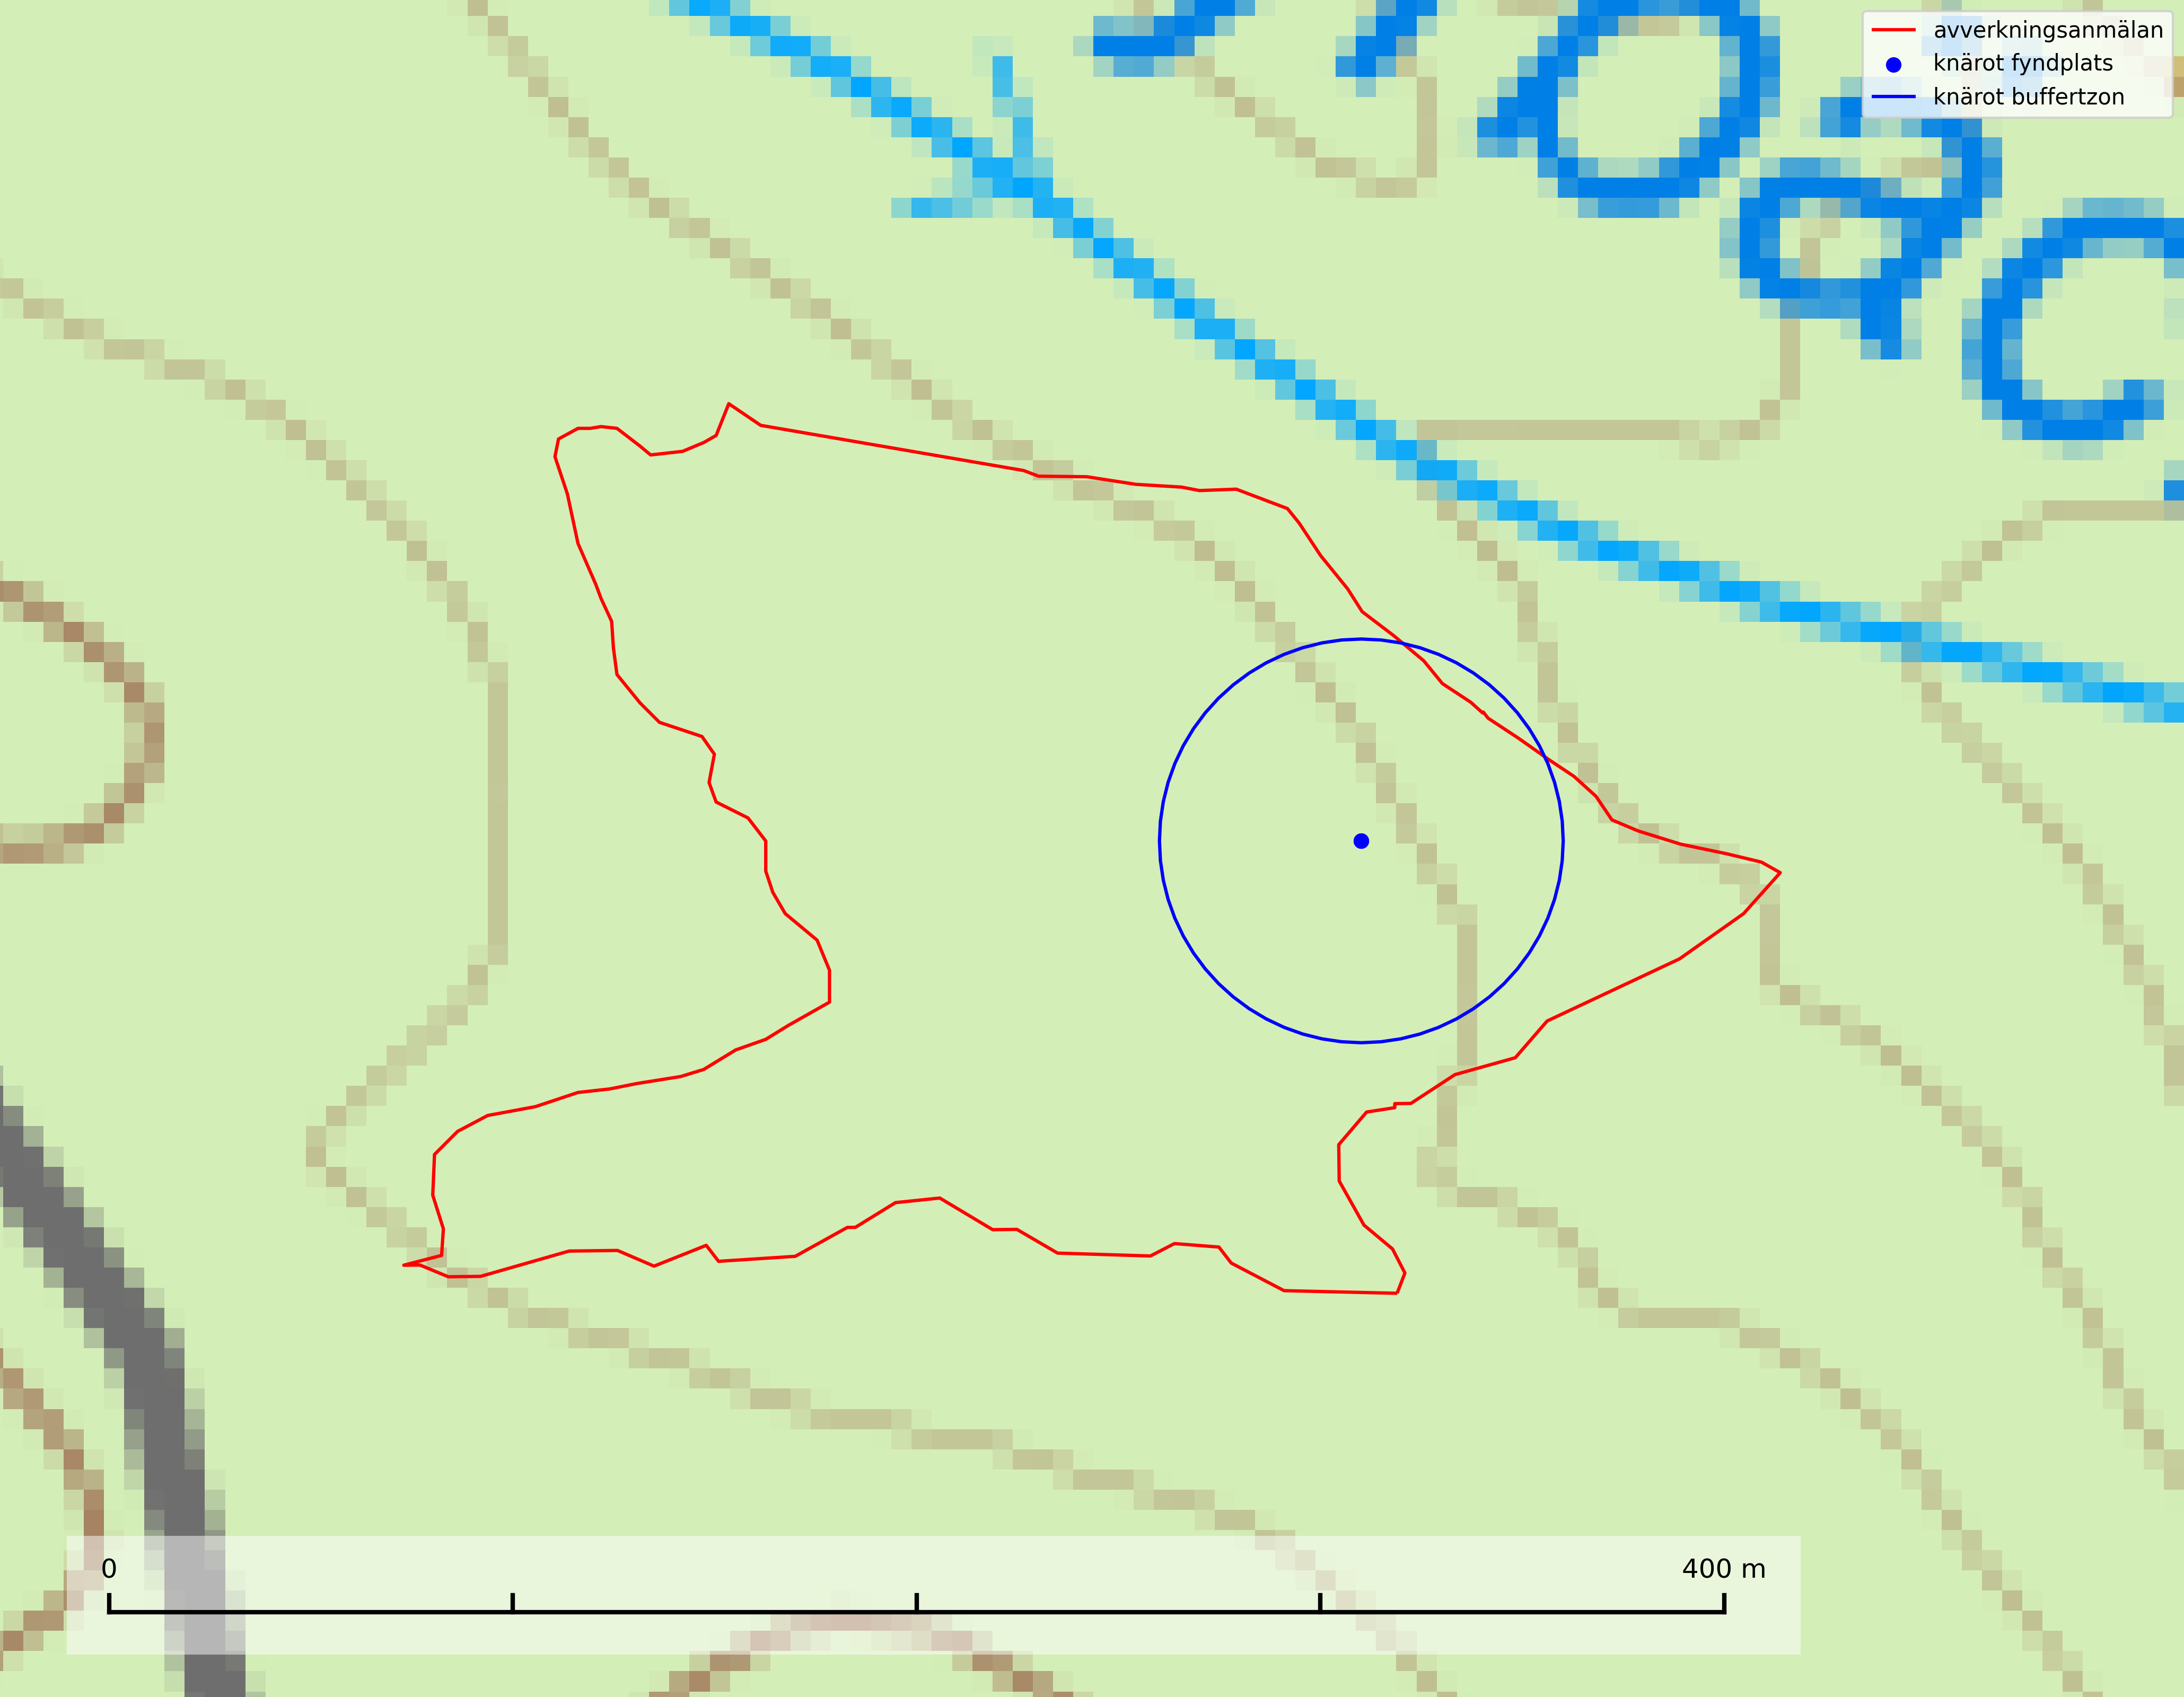 avverkningsanmälan
knärot fyndplats
knärot buffertzon
0 400 m